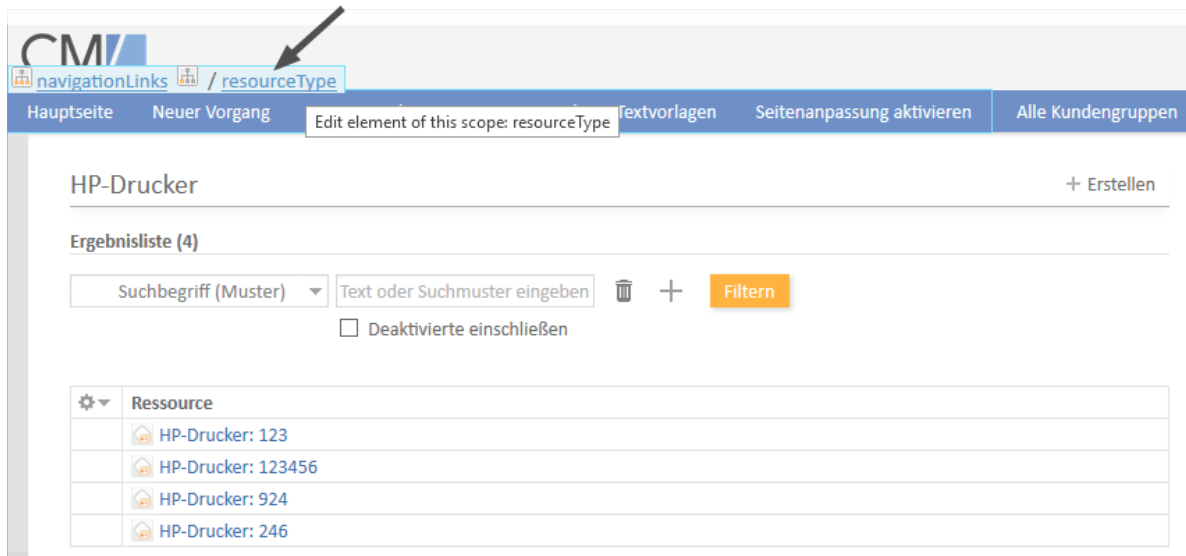 CM/
navigationLinks / resourceType
Hauptseite Neuer Vorgang Textvorlagen Seitenanpassung aktivieren Alle Kundengruppen
Edit element of this scope: resourceType
HP-Drucker + Erstellen
Ergebnisliste (4)
Suchbegriff (Muster) Text oder Suchmuster eingeben Filtern
Deaktivierte einschließen
Ressource
HP-Drucker: 123
HP-Drucker: 123456
HP-Drucker: 924
HP-Drucker: 246